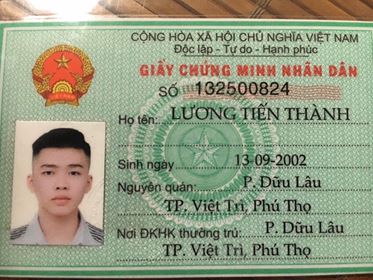 CỘNG HÒA XÃ HỘI CHỦ NGHĨA VIỆT NAM
Độc lập - Tự do - Hạnh phúc
GIẤY CHỨNG MINH NHÂN DÂN
SỐ 132500824
Họ tên: LƯƠNG TIẾN THÀNH
Sinh ngày 13-09-2002
Nguyên quán: P. Dữu Lâu
TP. Việt Trì, Phú Thọ
Nơi ĐKHK thường trú: P. Dữu Lâu
TP. Việt Trì, Phú Thọ